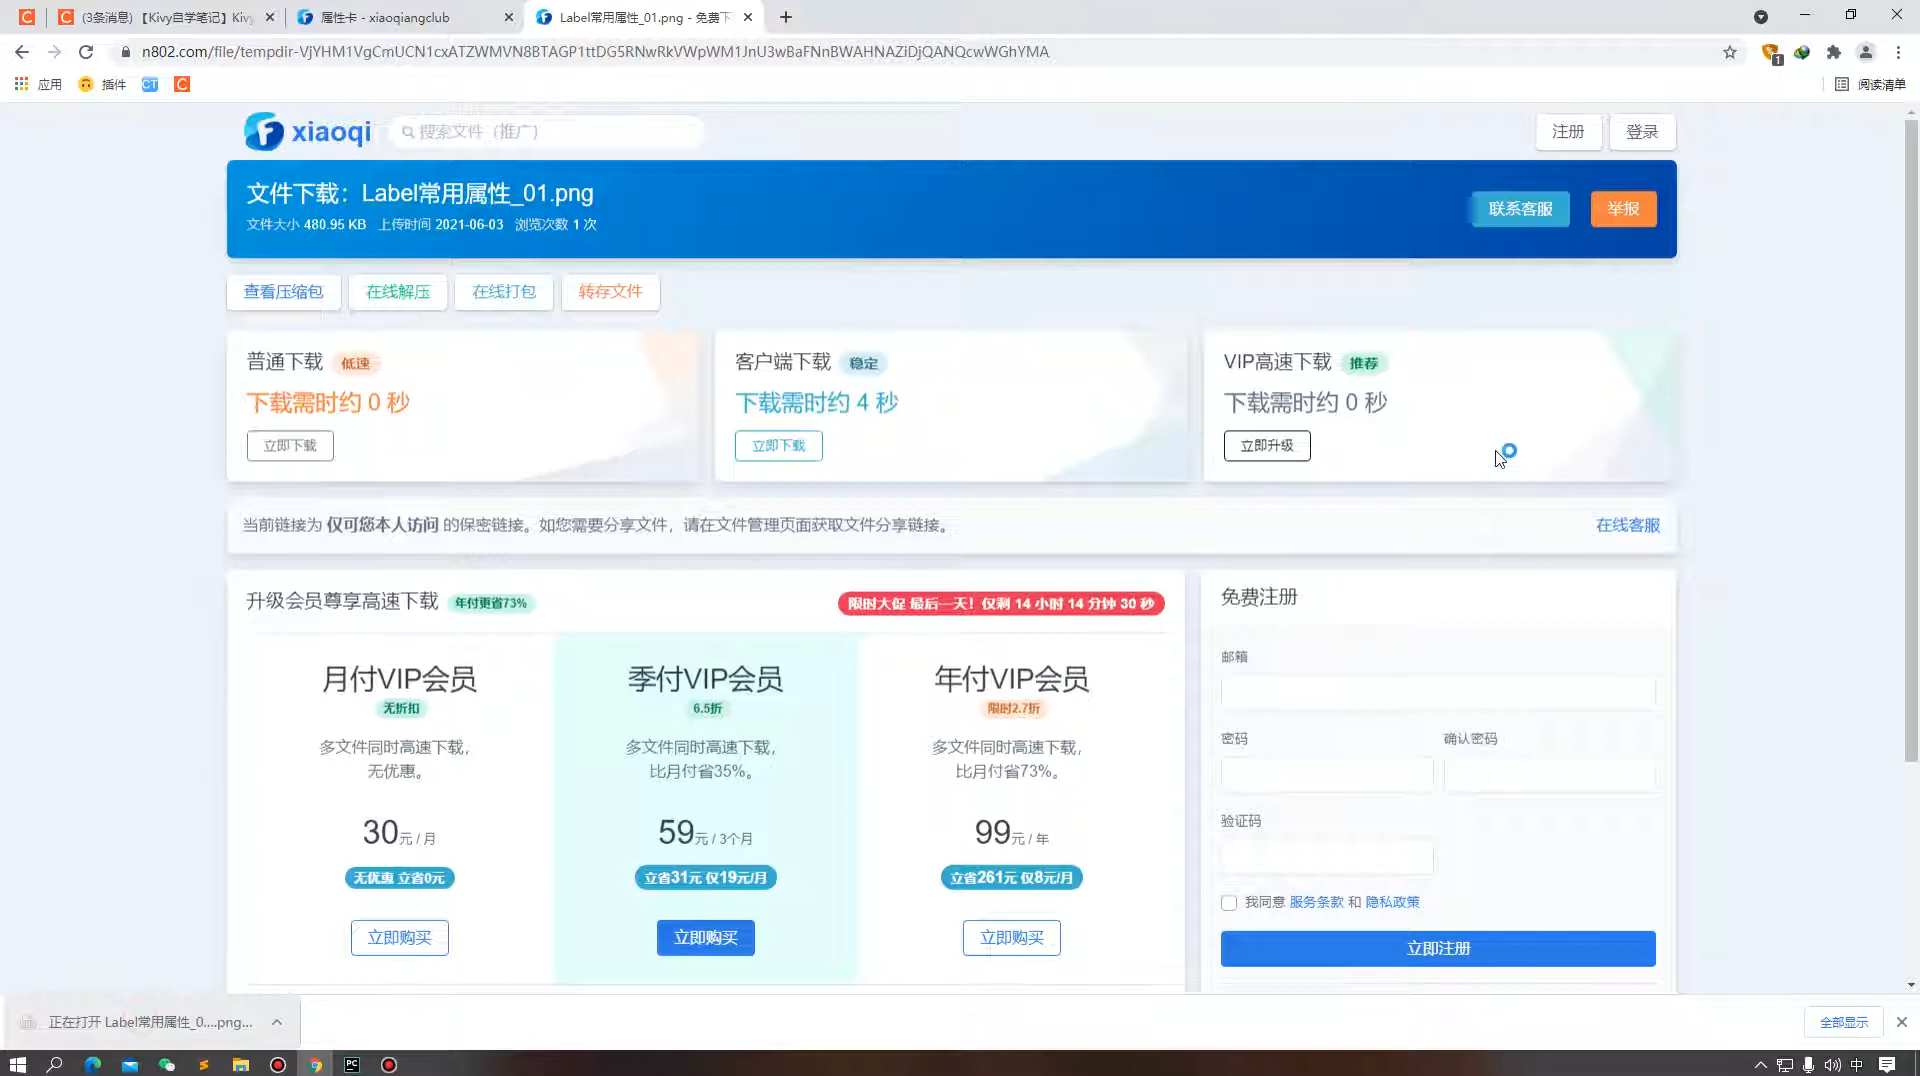 (3条消息) 【Kivy自学笔记】Kivy
属性卡 - xiaoqiangclub
Label常用属性_01.png - 免费下
n802.com/file/tempdir-VjYHM1VgCmUCN1cxATZWMVN8BTAGP1ttDG5RNwRkVWpWM1JnU3wBaFNnBWAHNAZiDjQANQcwWGhYMA
1
应用
插件
CT
C
阅读清单
xiaoqi
搜索文件 (推广)
注册
登录
文件下载：Label常用属性_01.png
文件大小 480.95 KB 上传时间 2021-06-03 浏览次数 1 次
联系客服
举报
查看压缩包
在线解压
在线打包
转存文件
普通下载 低速
下载需时约 0 秒
立即下载
客户端下载 稳定
下载需时约 4 秒
立即下载
VIP高速下载 推荐
下载需时约 0 秒
立即升级
当前链接为 仅可您本人访问 的保密链接。如您需要分享文件，请在文件管理页面获取文件分享链接。
在线客服
升级会员尊享高速下载 年付更省73%
限时大促 最后一天！仅剩 14 小时 14 分钟 30 秒
月付VIP会员
无折扣
多文件同时高速下载，
无优惠。
30元 / 月
无优惠 立省0元
立即购买
季付VIP会员
6.5折
多文件同时高速下载，
比月付省35%。
59元 / 3个月
立省31元 仅19元/月
立即购买
年付VIP会员
限时2.7折
多文件同时高速下载，
比月付省73%。
99元 / 年
立省261元 仅8元/月
立即购买
免费注册
邮箱
密码
确认密码
验证码
我同意 服务条款 和 隐私政策
立即注册
正在打开 Label常用属性_0....png...
全部显示
PC
中